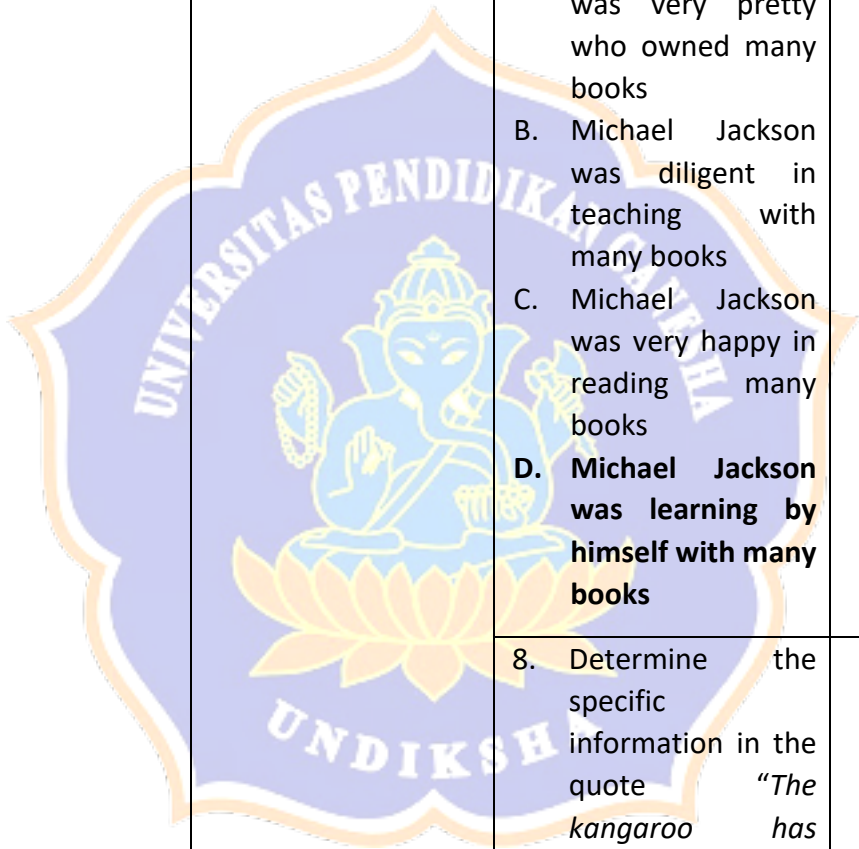 was very pretty
who owned many
books
B. Michael Jackson
was diligent in
teaching with
many books
C. Michael Jackson
was very happy in
reading many
books
D. Michael Jackson
was learning by
himself with many
books
8. Determine the
specific
information in the
quote “The
kangaroo has
UNIVERSITAS PENDIDIKAN GANESHA
UNDIKSHA